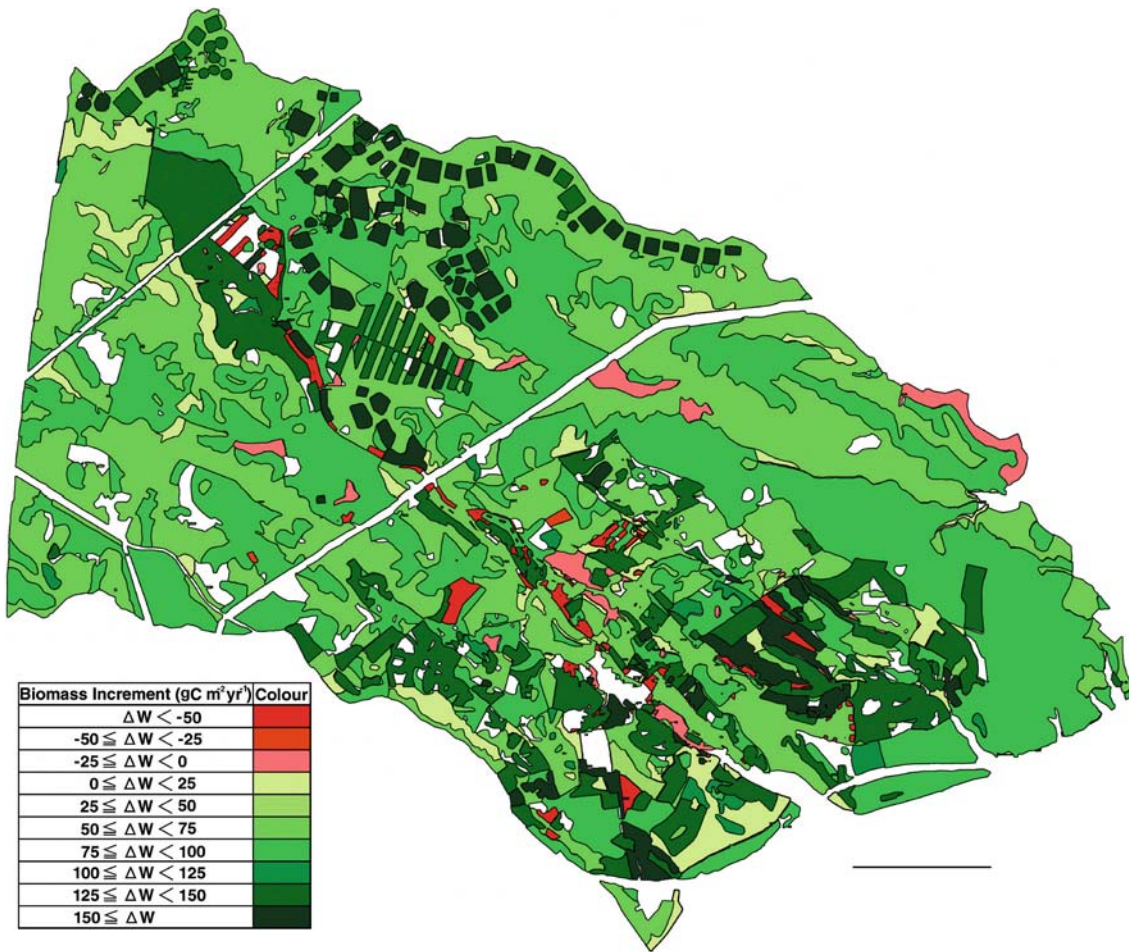 Biomass Increment (gC m⁻²yr⁻¹) Colour
ΔW < -50
-50 ≦ ΔW < -25
-25 ≦ ΔW < 0
0 ≦ ΔW < 25
25 ≦ ΔW < 50
50 ≦ ΔW < 75
75 ≦ ΔW < 100
100 ≦ ΔW < 125
125 ≦ ΔW < 150
150 ≦ ΔW